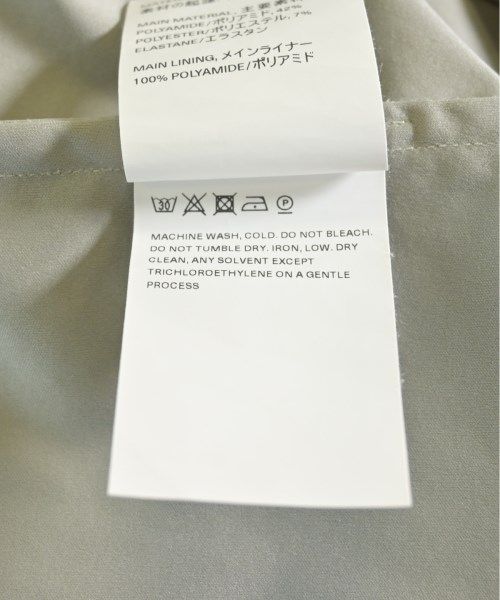 MAIN MATERIAL, 主要素材
POLYAMIDE/ポリアミド, 42%
POLYESTER/ポリエステル, 7%
ELASTANE/エラスタン
MAIN LINING, メインライナー
100% POLYAMIDE/ポリアミド
30
P
MACHINE WASH, COLD. DO NOT BLEACH.
DO NOT TUMBLE DRY. IRON, LOW. DRY
CLEAN, ANY SOLVENT EXCEPT
TRICHLOROETHYLENE ON A GENTLE
PROCESS